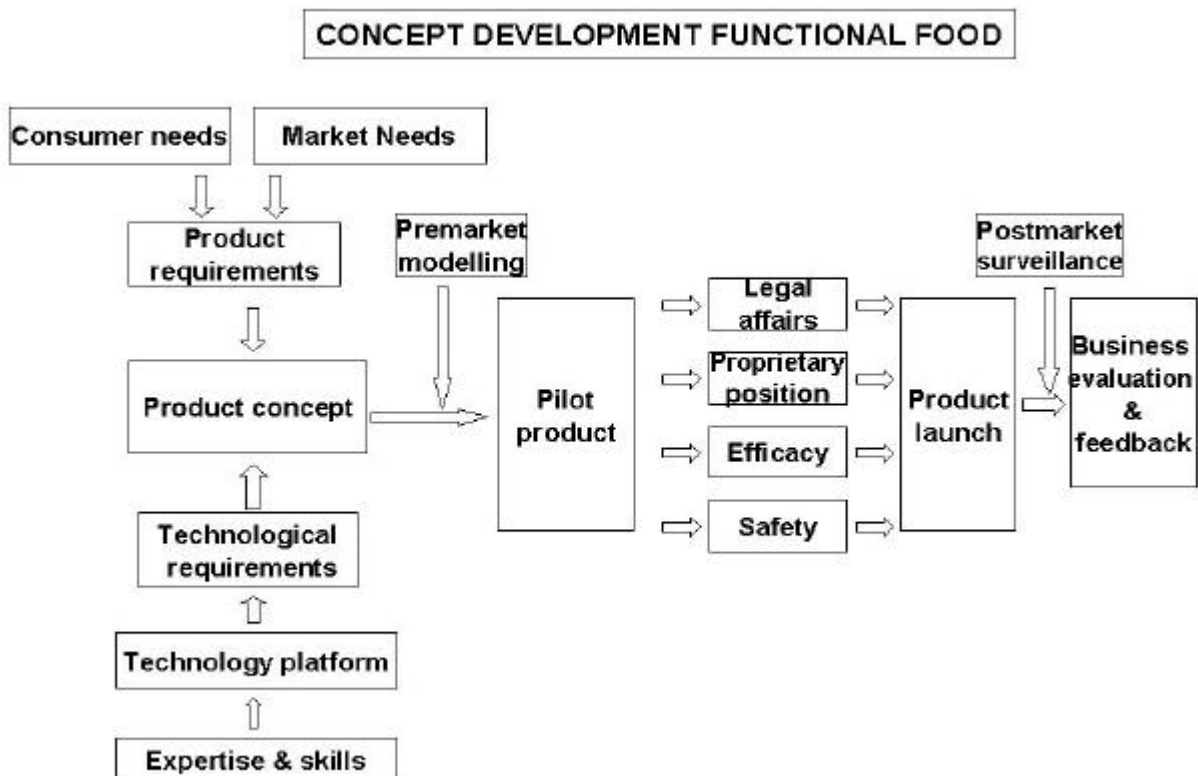 CONCEPT DEVELOPMENT FUNCTIONAL FOOD
Consumer needs
Market Needs
Product
requirements
Premarket
modelling
Postmarket
surveillance
Product concept
Pilot
product
Legal
affairs
Proprietary
position
Efficacy
Safety
Product
launch
Business
evaluation
&
feedback
Technological
requirements
Technology platform
Expertise & skills